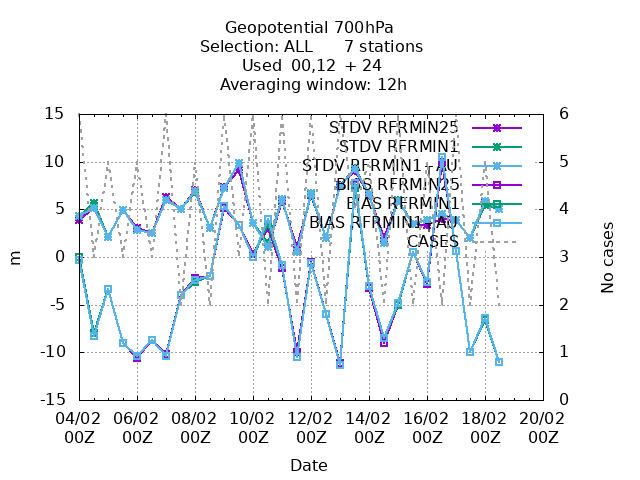 Geopotential 700hPa
Selection: ALL 7 stations
Used 00,12 + 24
Averaging window: 12h
15 6
STDV RFRMIN25
STDV RFRMIN1
10 5
STDV RFRMIN1-AU
BIAS RFRMIN25
BIAS RFRMIN1
5 4
BIAS RFRMIN1-AU
CASES
0 3
m
No cases
-5 2
-10 1
-15 0
04/02 06/02 08/02 10/02 12/02 14/02 16/02 18/02 20/02
00Z 00Z 00Z 00Z 00Z 00Z 00Z 00Z 00Z
Date